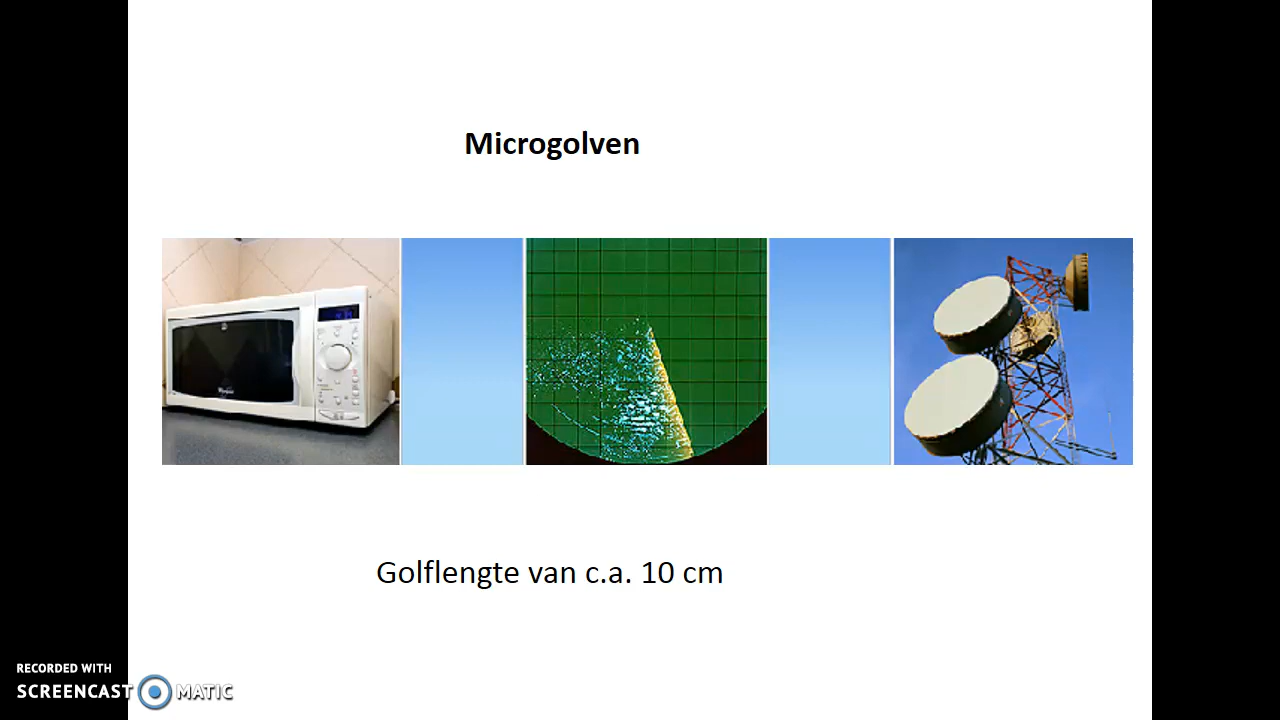 Microgolven
Golflengte van c.a. 10 cm
RECORDED WITH
SCREENCAST MATIC